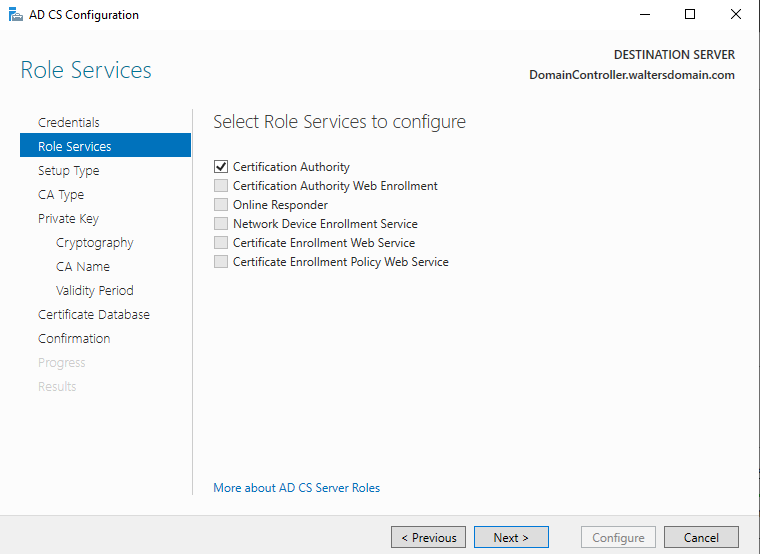 AD CS Configuration
Role Services
DESTINATION SERVER
DomainController.waltersdomain.com
Credentials
Role Services
Setup Type
CA Type
Private Key
Cryptography
CA Name
Validity Period
Certificate Database
Confirmation
Progress
Results
Select Role Services to configure
Certification Authority
Certification Authority Web Enrollment
Online Responder
Network Device Enrollment Service
Certificate Enrollment Web Service
Certificate Enrollment Policy Web Service
More about AD CS Server Roles
< Previous
Next >
Configure
Cancel